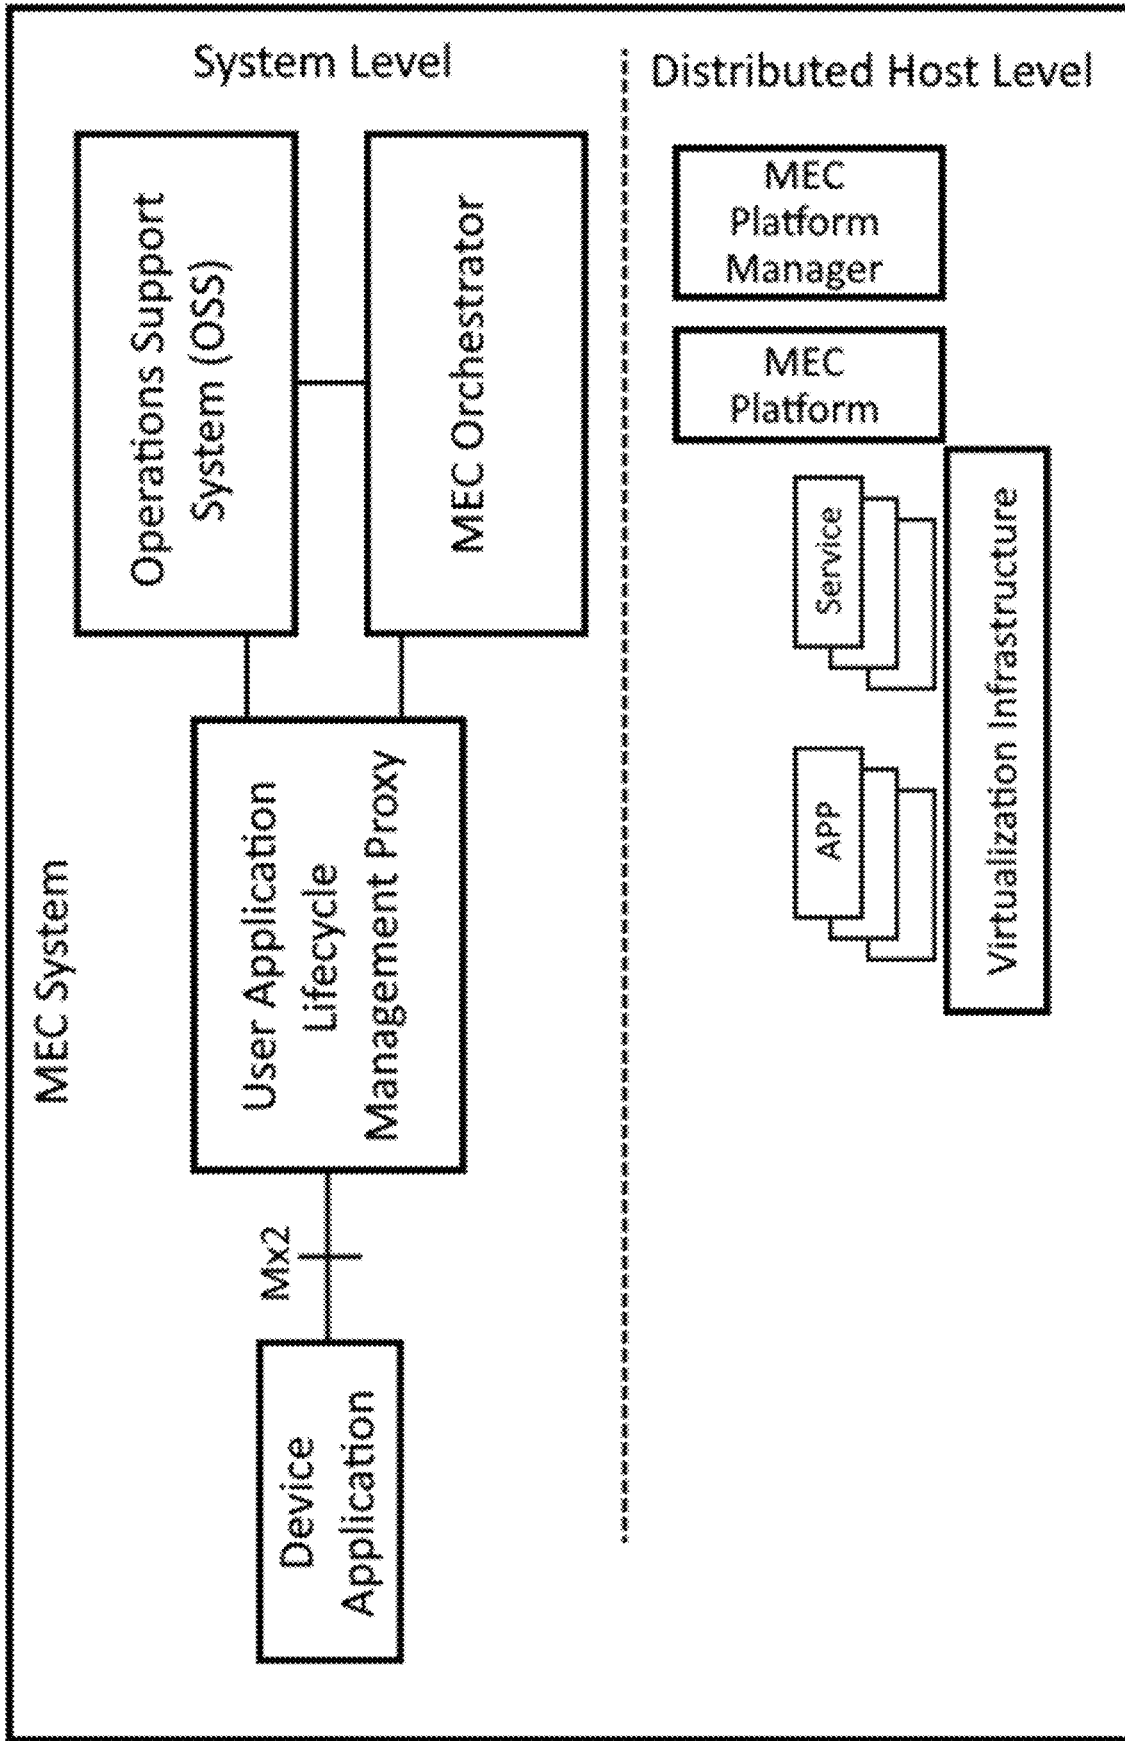 MEC System
System Level
Operations Support
System (OSS)
MEC Orchestrator
User Application
Lifecycle
Management Proxy
Mx2
Device
Application
Distributed Host Level
MEC
Platform
Manager
MEC
Platform
Service
APP
Virtualization Infrastructure